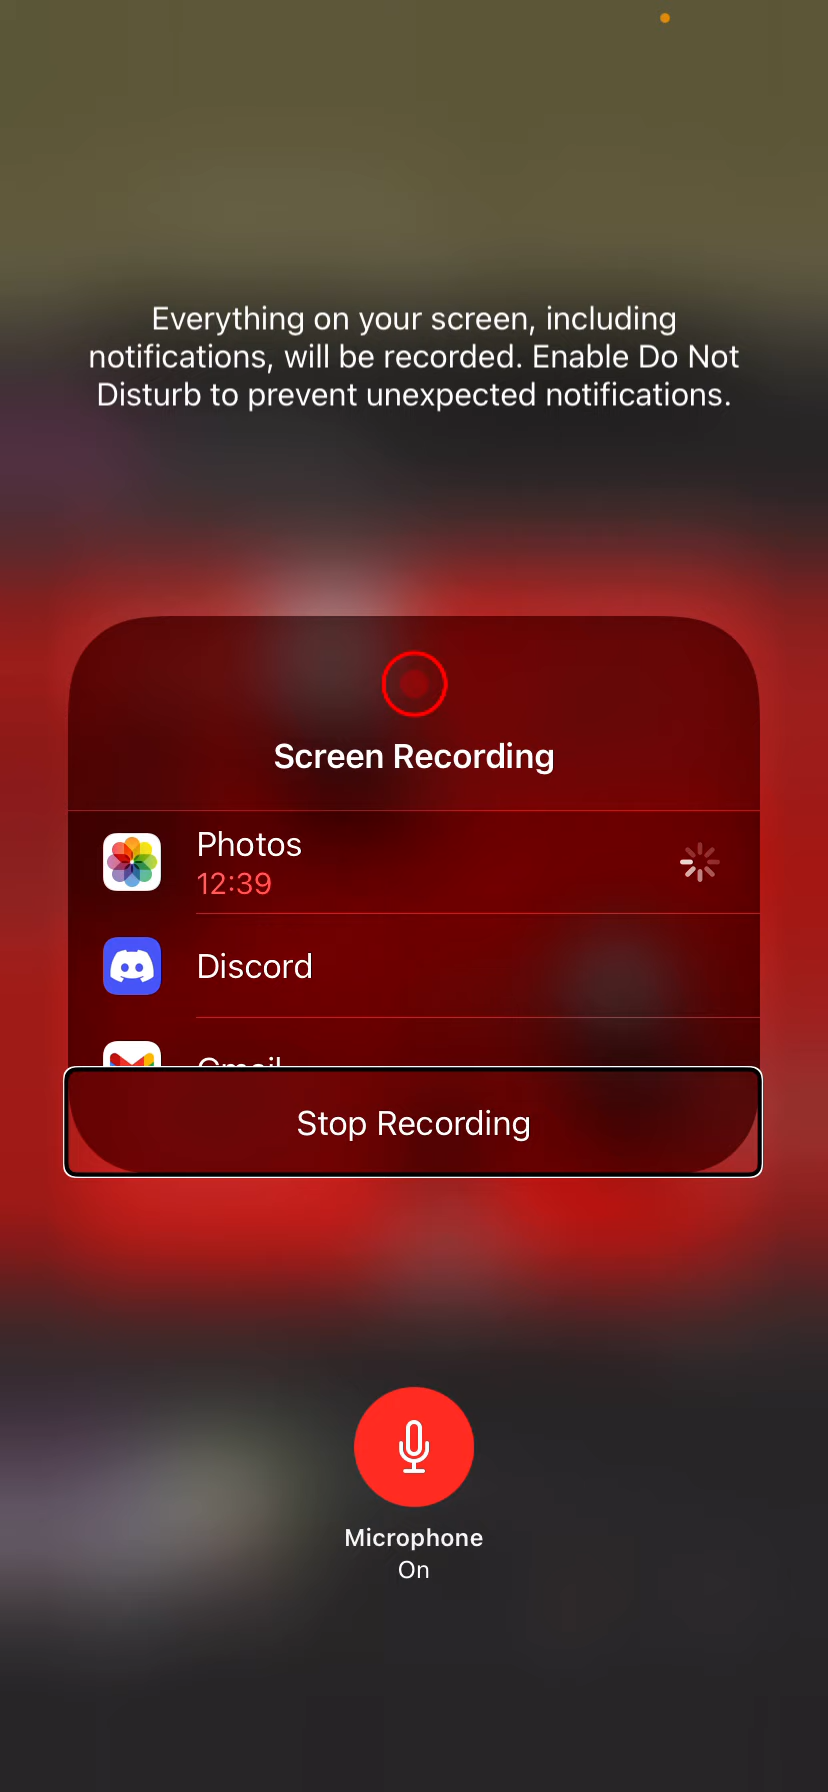 Everything on your screen, including
notifications, will be recorded. Enable Do Not
Disturb to prevent unexpected notifications.
Screen Recording
Photos
12:39
Discord
Gmail
Stop Recording
Microphone
On